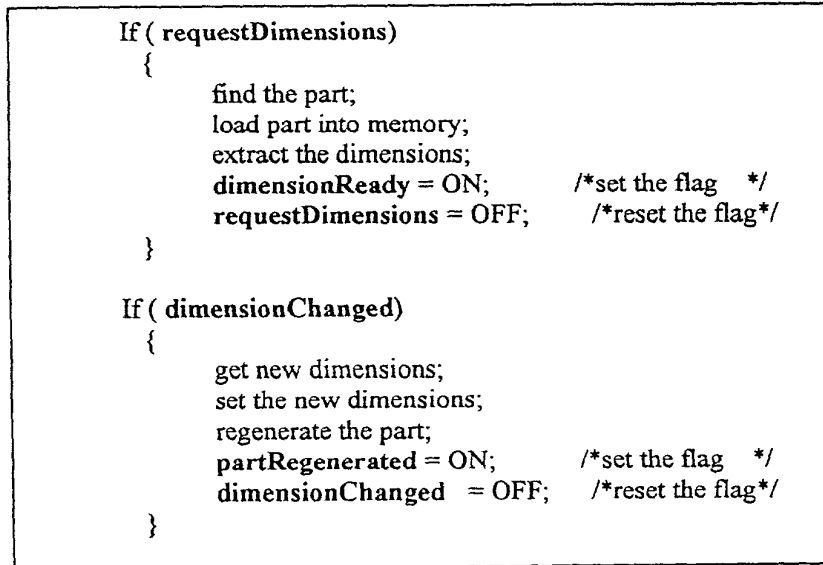 If ( requestDimensions)
{
find the part;
load part into memory;
extract the dimensions;
dimensionReady = ON; /*set the flag */
requestDimensions = OFF; /*reset the flag*/
}
If ( dimensionChanged)
{
get new dimensions;
set the new dimensions;
regenerate the part;
partRegenerated = ON; /*set the flag */
dimensionChanged = OFF; /*reset the flag*/
}